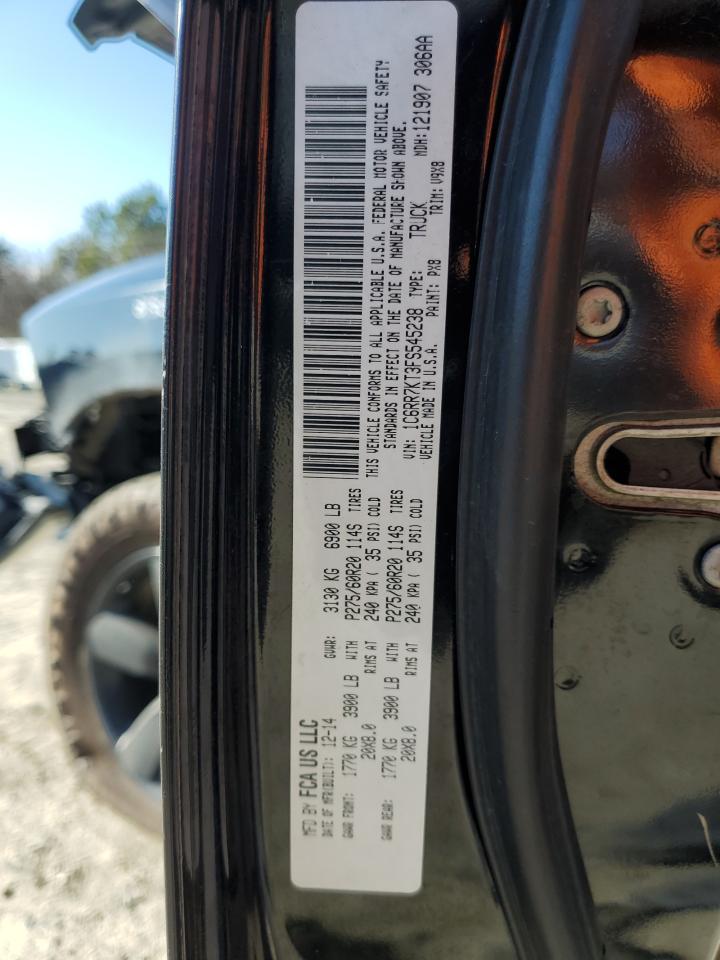 MFD BY FCA US LLC
DATE OF MFR(BUILT): 12-14 GVWR: 3130 KG 6900 LB
GAWR FRONT: 1770 KG 3900 LB WITH P275/60R20 114S TIRES
20X8.0 RIMS AT 240 KPA ( 35 PSI) COLD
GAWR REAR: 1770 KG 3900 LB WITH P275/60R20 114S TIRES
20X8.0 RIMS AT 240 KPA ( 35 PSI) COLD
THIS VEHICLE CONFORMS TO ALL APPLICABLE U.S.A. FEDERAL MOTOR VEHICLE SAFETY
STANDARDS IN EFFECT ON THE DATE OF MANUFACTURE SHOWN ABOVE.
VIN: 1C6RR7KT3FS545238 TYPE: TRUCK MDH:121907 306AA
VEHICLE MADE IN U.S.A. PAINT: PX8 TRIM: V9X8